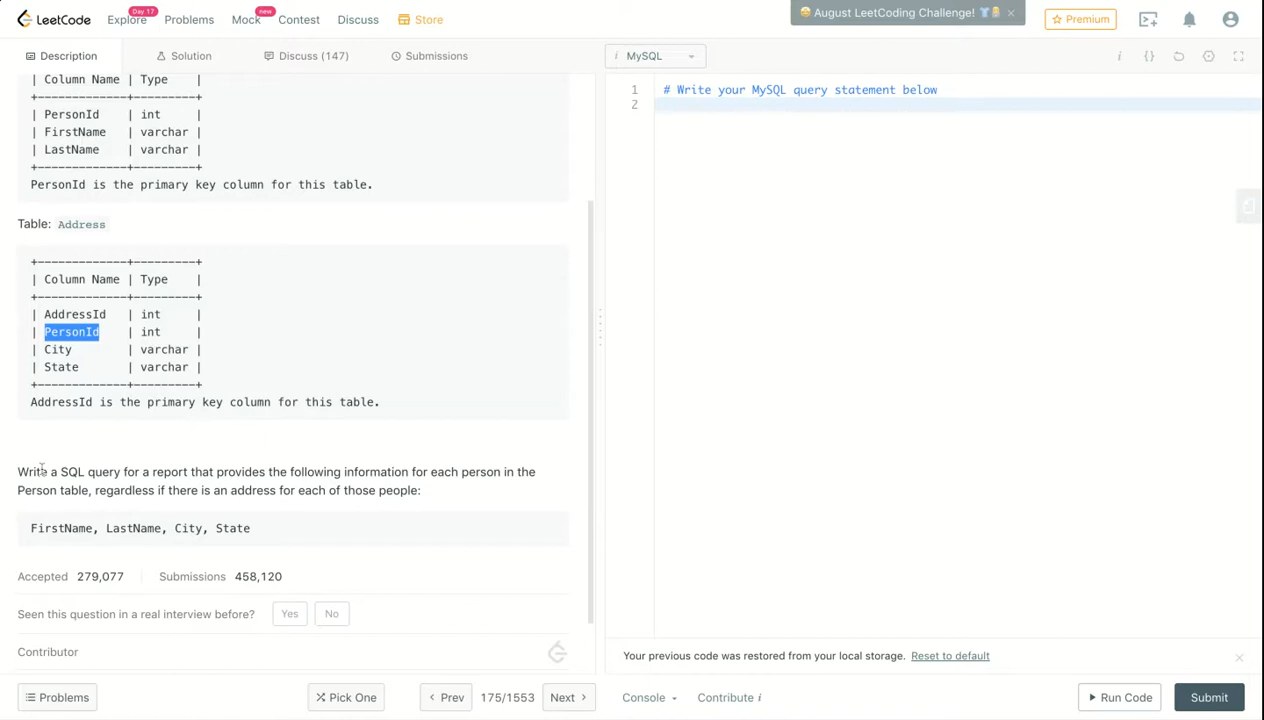 LeetCode
Day 17
Explore
Problems
new
Mock
Contest
Discuss
Store
August LeetCoding Challenge!
Premium
Description
Solution
Discuss (147)
Submissions
i MySQL
i {}
| Column Name | Type    |
+-------------+---------+
| PersonId    | int     |
| FirstName   | varchar |
| LastName    | varchar |
+-------------+---------+
PersonId is the primary key column for this table.
Table: Address
+-------------+---------+
| Column Name | Type    |
+-------------+---------+
| AddressId   | int     |
| PersonId    | int     |
| City        | varchar |
| State       | varchar |
+-------------+---------+
AddressId is the primary key column for this table.
Write a SQL query for a report that provides the following information for each person in the
Person table, regardless if there is an address for each of those people:
FirstName, LastName, City, State
Accepted 279,077 Submissions 458,120
Seen this question in a real interview before? Yes No
Contributor
1 # Write your MySQL query statement below
2
Your previous code was restored from your local storage. Reset to default
Problems
Pick One
Prev
175/1553
Next
Console
Contribute i
Run Code
Submit